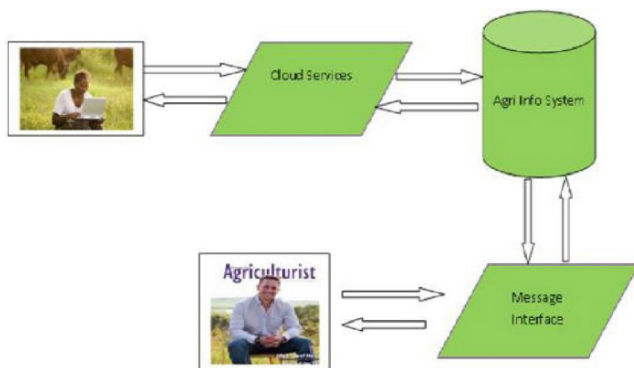 Cloud Services
Agri Info System
Agriculturist
Message
Interface